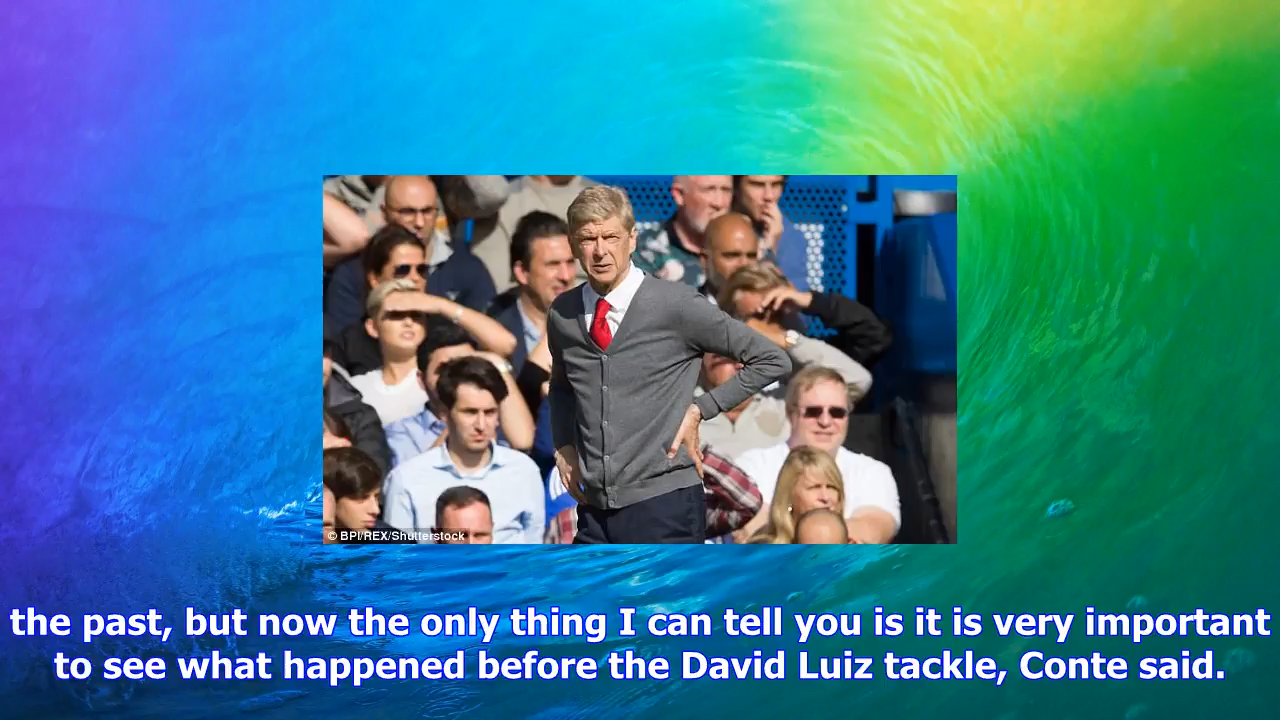 © BPI/REX/Shutterstock
the past, but now the only thing I can tell you is it is very important
to see what happened before the David Luiz tackle, Conte said.